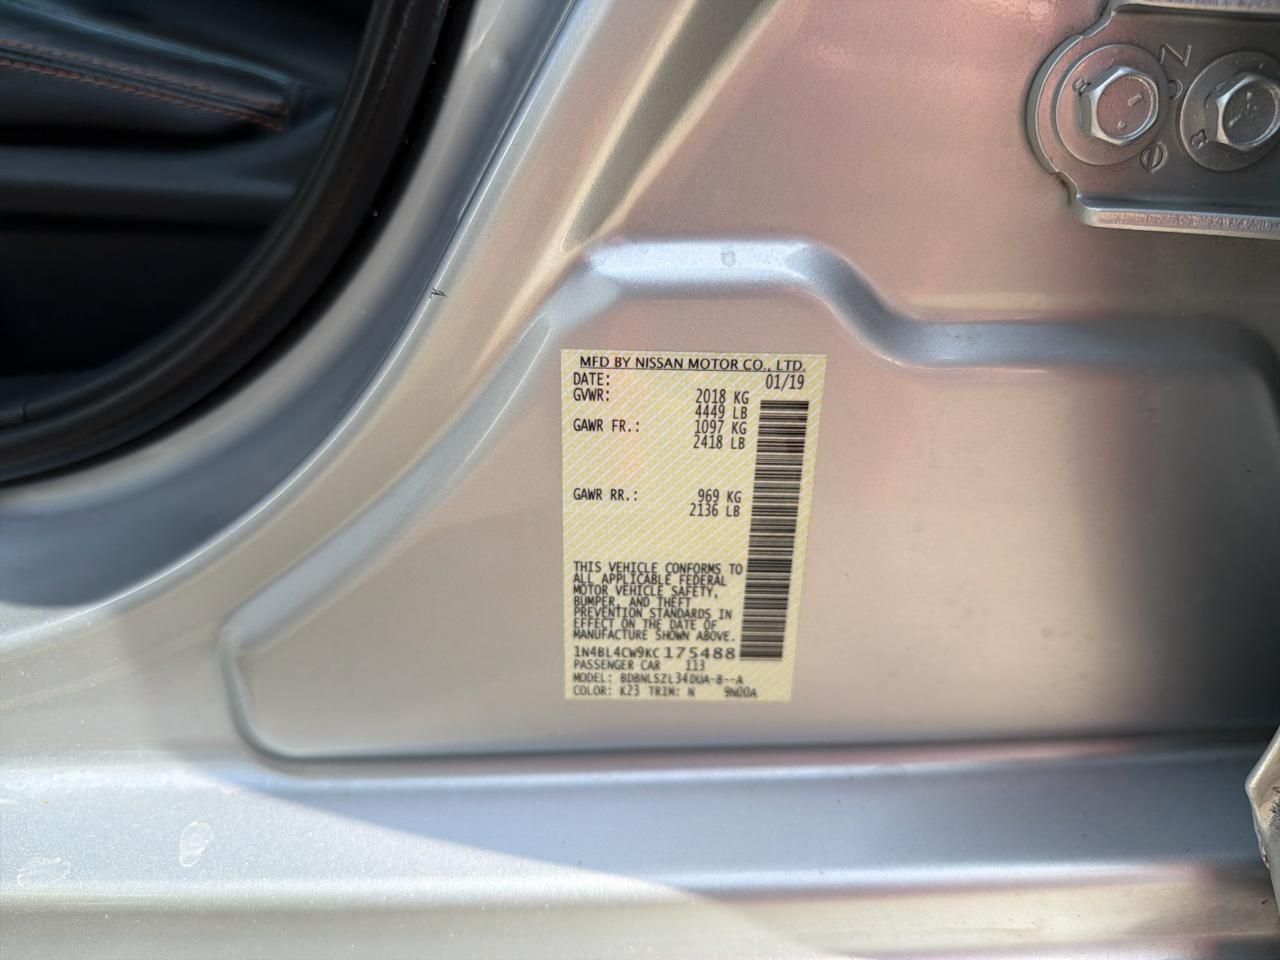 MFD BY NISSAN MOTOR CO., LTD.
DATE: 01/19
GVWR: 2018 KG
4449 LB
GAWR FR.: 1097 KG
2418 LB
GAWR RR.: 969 KG
2136 LB
THIS VEHICLE CONFORMS TO
ALL APPLICABLE FEDERAL
MOTOR VEHICLE SAFETY,
BUMPER, AND THEFT
PREVENTION STANDARDS IN
EFFECT ON THE DATE OF
MANUFACTURE SHOWN ABOVE.
1N4BL4CW9KC175488
PASSENGER CAR 113
MODEL: BDBNLSZL34DUA-B--A
COLOR: K23 TRIM: N 9N00A